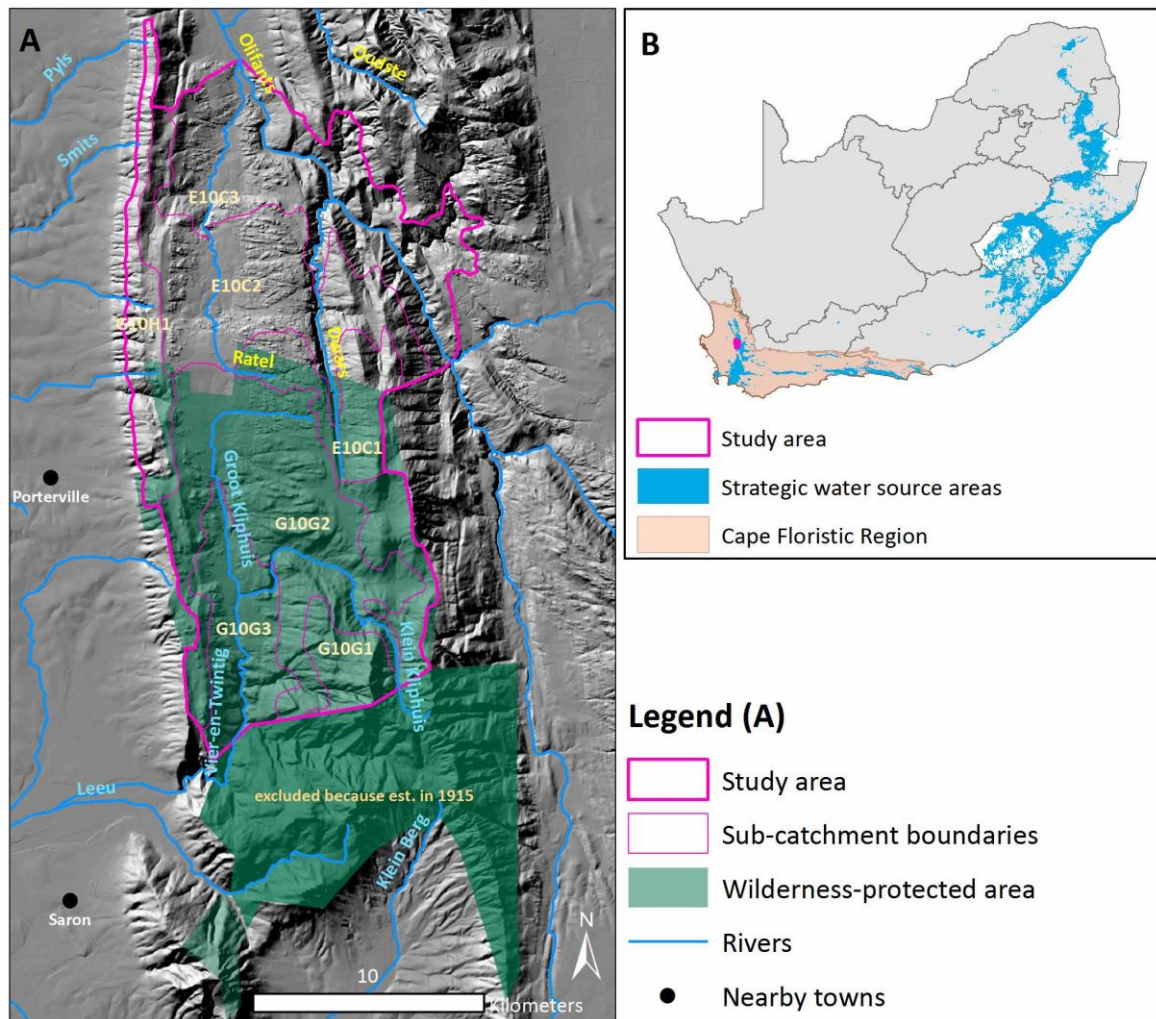 A
Pyls
Olifants
Oudste
Smits
E10C3
E10C2
G10H1
Ratel
Dwars
E10C1
Porterville
Groot Kliphuis
G10G2
G10G3
G10G1
Klein Kliphuis
Vier-en-Twintig
Leeu
excluded because est. in 1915
Klein Berg
Saron
N
10
Kilometers
B
Study area
Strategic water source areas
Cape Floristic Region
Legend (A)
Study area
Sub-catchment boundaries
Wilderness-protected area
Rivers
Nearby towns